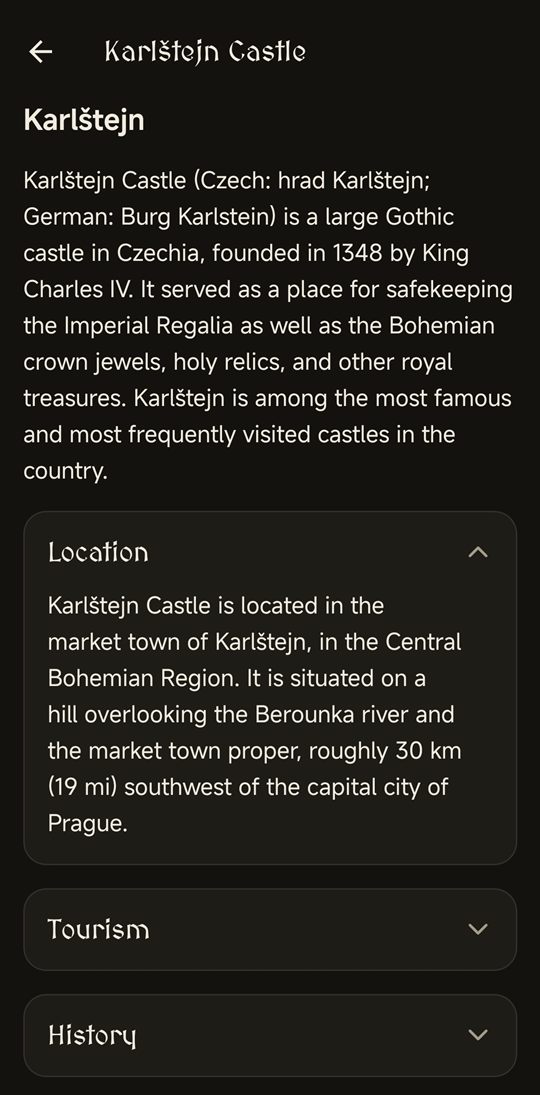 Karlštejn Castle
Karlštejn
Karlštejn Castle (Czech: hrad Karlštejn;
German: Burg Karlstein) is a large Gothic
castle in Czechia, founded in 1348 by King
Charles IV. It served as a place for safekeeping
the Imperial Regalia as well as the Bohemian
crown jewels, holy relics, and other royal
treasures. Karlštejn is among the most famous
and most frequently visited castles in the
country.
Location
Karlštejn Castle is located in the
market town of Karlštejn, in the Central
Bohemian Region. It is situated on a
hill overlooking the Berounka river and
the market town proper, roughly 30 km
(19 mi) southwest of the capital city of
Prague.
Tourism
History